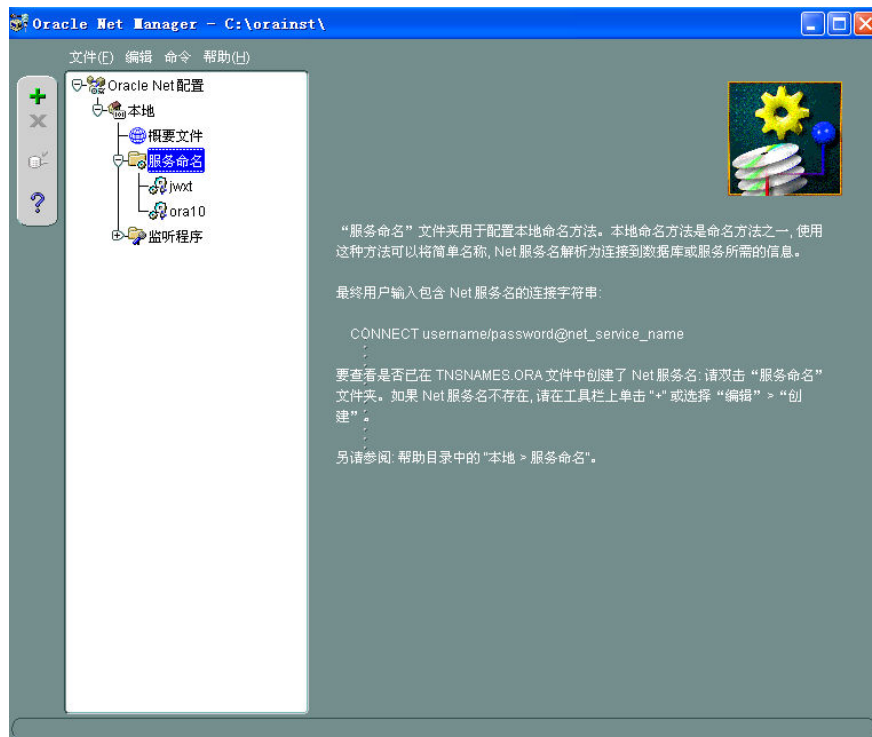 Oracle Net Manager - C:\orainst\
文件(F) 编辑 命令 帮助(H)
Oracle Net 配置
本地
概要文件
服务命名
jwxt
ora10
监听程序
“服务命名”文件夹用于配置本地命名方法。本地命名方法是命名方法之一, 使用
这种方法可以将简单名称, Net 服务名解析为连接到数据库或服务所需的信息。
最终用户输入包含 Net 服务名的连接字符串:
CONNECT username/password@net_service_name
要查看是否已在 TNSNAMES.ORA 文件中创建了 Net 服务名: 请双击“服务命名”
文件夹。如果 Net 服务名不存在, 请在工具栏上单击 "+" 或选择“编辑” > “创
建”。
另请参阅: 帮助目录中的 "本地 > 服务命名"。